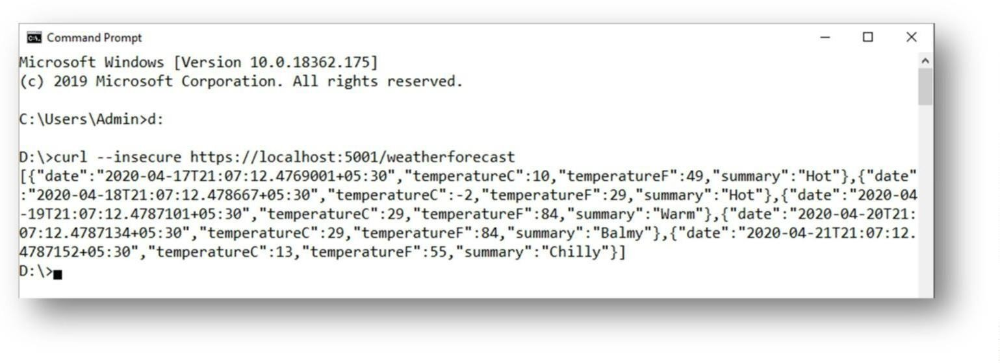 Command Prompt
Microsoft Windows [Version 10.0.18362.175]
(c) 2019 Microsoft Corporation. All rights reserved.
C:\Users\Admin>d:
D:\>curl --insecure https://localhost:5001/weatherforecast
[{"date":"2020-04-17T21:07:12.4769001+05:30","temperatureC":10,"temperatureF":49,"summary":"Hot"},{"date"
:"2020-04-18T21:07:12.478667+05:30","temperatureC":-2,"temperatureF":29,"summary":"Hot"},{"date":"2020-04
-19T21:07:12.4787101+05:30","temperatureC":29,"temperatureF":84,"summary":"Warm"},{"date":"2020-04-20T21:
07:12.4787134+05:30","temperatureC":29,"temperatureF":84,"summary":"Balmy"},{"date":"2020-04-21T21:07:12.
4787152+05:30","temperatureC":13,"temperatureF":55,"summary":"Chilly"}]
D:\>